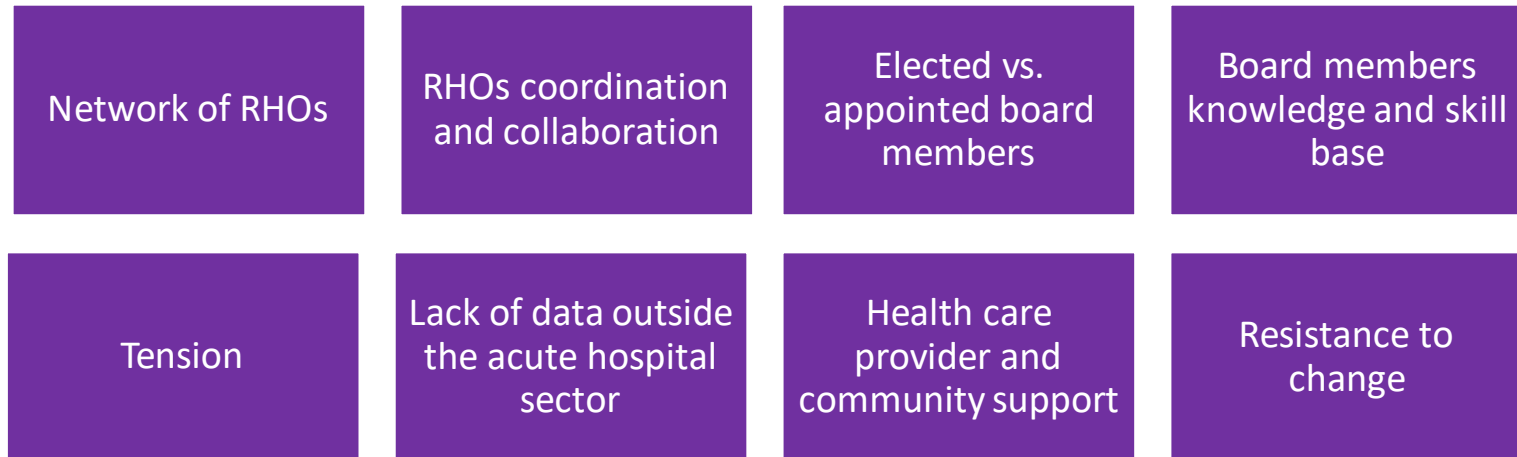 Network of RHOs
RHOs coordination
and collaboration
Elected vs.
appointed board
members
Board members
knowledge and skill
base
Tension
Lack of data outside
the acute hospital
sector
Health care
provider and
community support
Resistance to
change